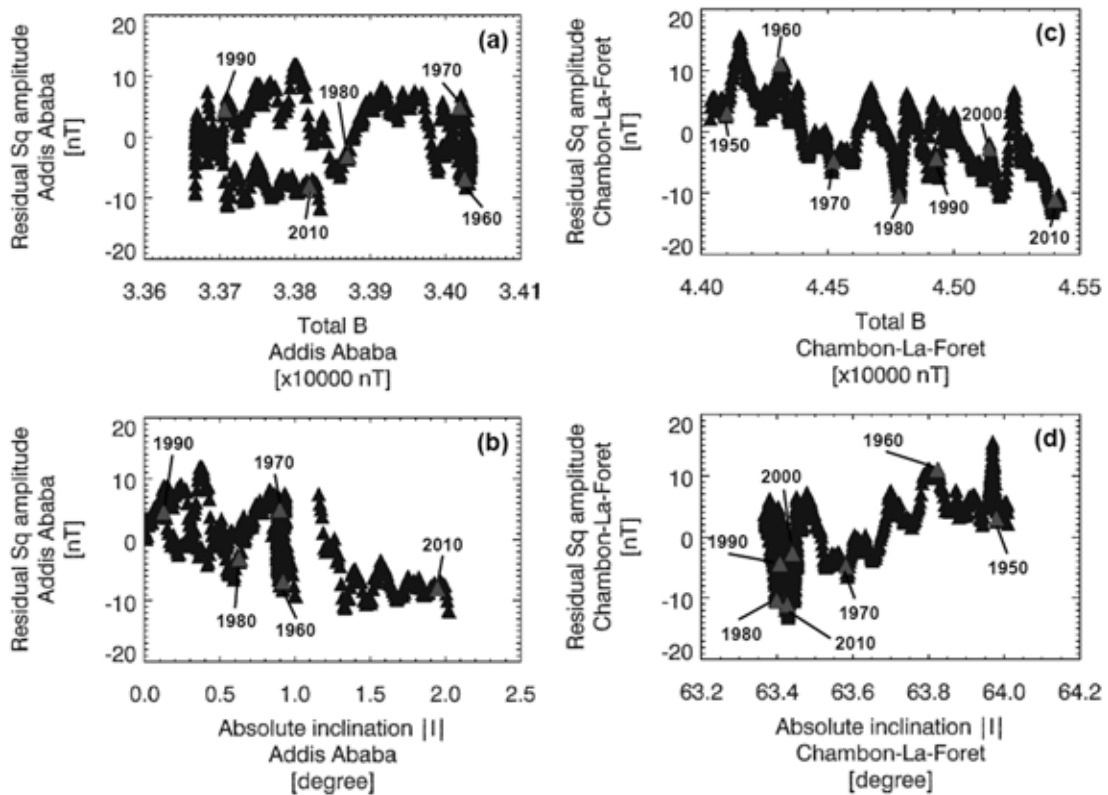 Residual Sq amplitude
Addis Ababa
[nT]
20
10
0
-10
-20
(a)
1990
1980
1970
2010
1960
3.36
3.37
3.38
3.39
3.40
3.41
Total B
Addis Ababa
[x10000 nT]
Residual Sq amplitude
Chambon-La-Foret
[nT]
20
10
0
-10
-20
(c)
1960
1950
1970
1980
1990
2000
2010
4.40
4.45
4.50
4.55
Total B
Chambon-La-Foret
[x10000 nT]
Residual Sq amplitude
Addis Ababa
[nT]
20
10
0
-10
-20
(b)
1990
1970
1980
1960
2010
0.0
0.5
1.0
1.5
2.0
2.5
Absolute inclination |I|
Addis Ababa
[degree]
Residual Sq amplitude
Chambon-La-Foret
[nT]
20
10
0
-10
-20
(d)
1960
2000
1990
1980
2010
1970
1950
63.2
63.4
63.6
63.8
64.0
64.2
Absolute inclination |I|
Chambon-La-Foret
[degree]